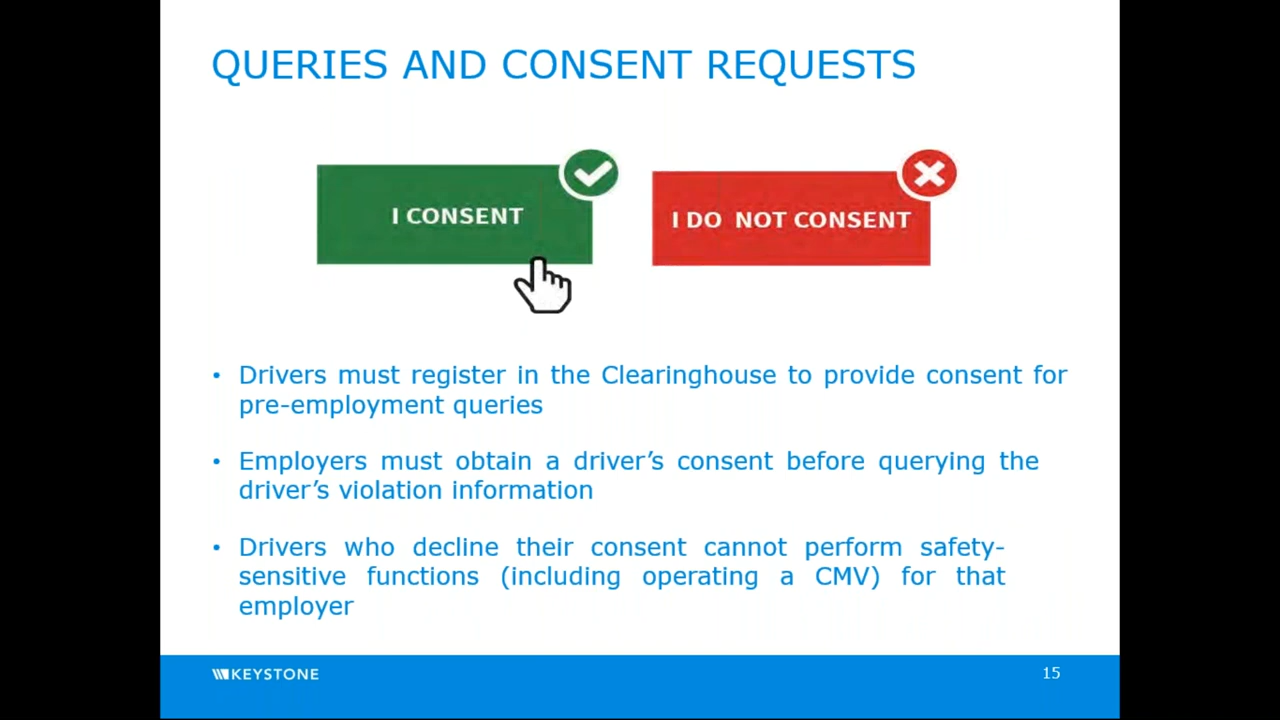 QUERIES AND CONSENT REQUESTS
I CONSENT
I DO NOT CONSENT
• Drivers must register in the Clearinghouse to provide consent for
pre-employment queries
• Employers must obtain a driver’s consent before querying the
driver’s violation information
• Drivers who decline their consent cannot perform safety-
sensitive functions (including operating a CMV) for that
employer
KEYSTONE
15